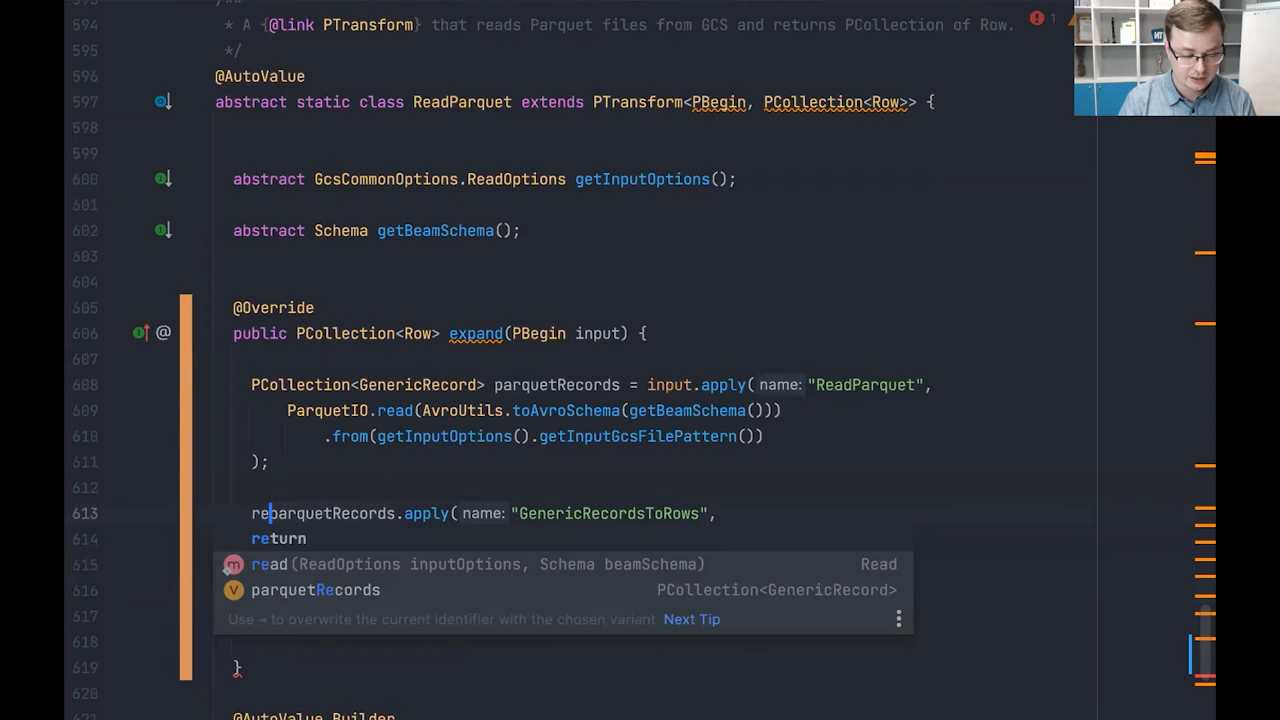 593 /**
594 * A {@link PTransform} that reads Parquet files from GCS and returns PCollection of Row. 1
595 */
596 @AutoValue
597 abstract static class ReadParquet extends PTransform<PBegin, PCollection<Row>> {
598
599
600 abstract GcsCommonOptions.ReadOptions getInputOptions();
601
602 abstract Schema getBeamSchema();
603
604
605 @Override
606 @ public PCollection<Row> expand(PBegin input) {
607
608 PCollection<GenericRecord> parquetRecords = input.apply( name: "ReadParquet",
609 ParquetIO.read(AvroUtils.toAvroSchema(getBeamSchema()))
610 .from(getInputOptions().getInputGcsFilePattern())
611 );
612
613 reparquetRecords.apply( name: "GenericRecordsToRows",
614 return
615 m read(ReadOptions inputOptions, Schema beamSchema) Read
616 V parquetRecords PCollection<GenericRecord>
617 Use to overwrite the current identifier with the chosen variant Next Tip
618
619 }
620
621 @AutoValue.Builder